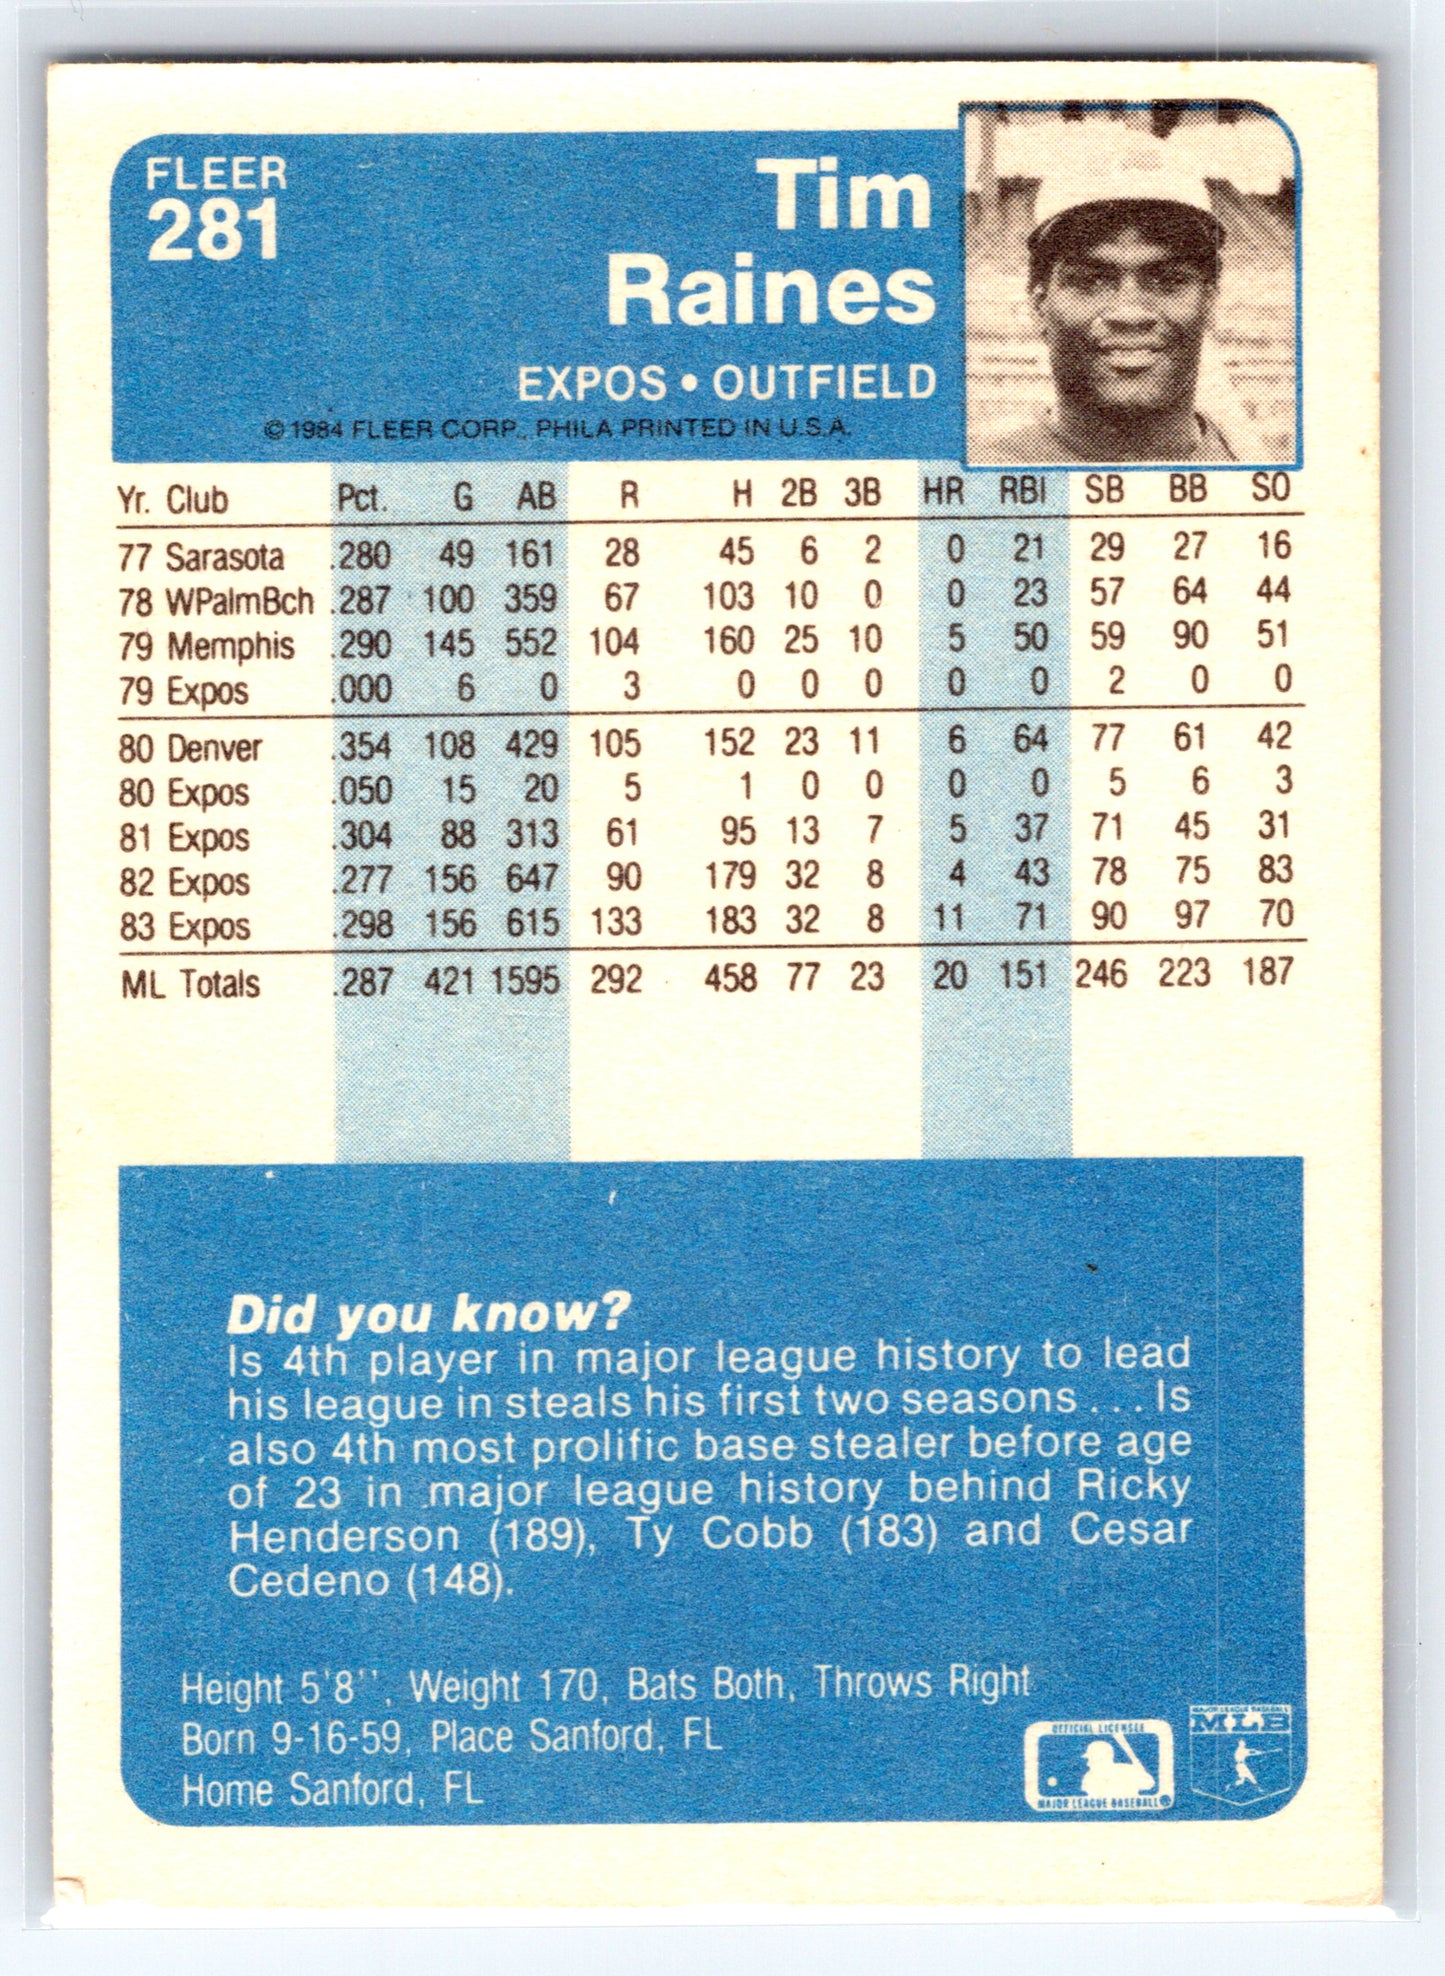 FLEER
281
Tim
Raines
EXPOS • OUTFIELD
© 1984 FLEER CORP., PHILA PRINTED IN U.S.A.
Yr. Club Pct. G AB R H 2B 3B HR RBI SB BB SO
77 Sarasota .280 49 161 28 45 6 2 0 21 29 27 16
78 WPalmBch .287 100 359 67 103 10 0 0 23 57 64 44
79 Memphis .290 145 552 104 160 25 10 5 50 59 90 51
79 Expos .000 6 0 3 0 0 0 0 0 2 0 0
80 Denver .354 108 429 105 152 23 11 6 64 77 61 42
80 Expos .050 15 20 5 1 0 0 0 0 5 6 3
81 Expos .304 88 313 61 95 13 7 5 37 71 45 31
82 Expos .277 156 647 90 179 32 8 4 43 78 75 83
83 Expos .298 156 615 133 183 32 8 11 71 90 97 70
ML Totals .287 421 1595 292 458 77 23 20 151 246 223 187
Did you know?
Is 4th player in major league history to lead
his league in steals his first two seasons . . . Is
also 4th most prolific base stealer before age
of 23 in major league history behind Ricky
Henderson (189), Ty Cobb (183) and Cesar
Cedeno (148).
Height 5'8'', Weight 170, Bats Both, Throws Right
Born 9-16-59, Place Sanford, FL
Home Sanford, FL
OFFICIAL LICENSEE
MAJOR LEAGUE BASEBALL®
MAJOR LEAGUE BASEBALL
MLB